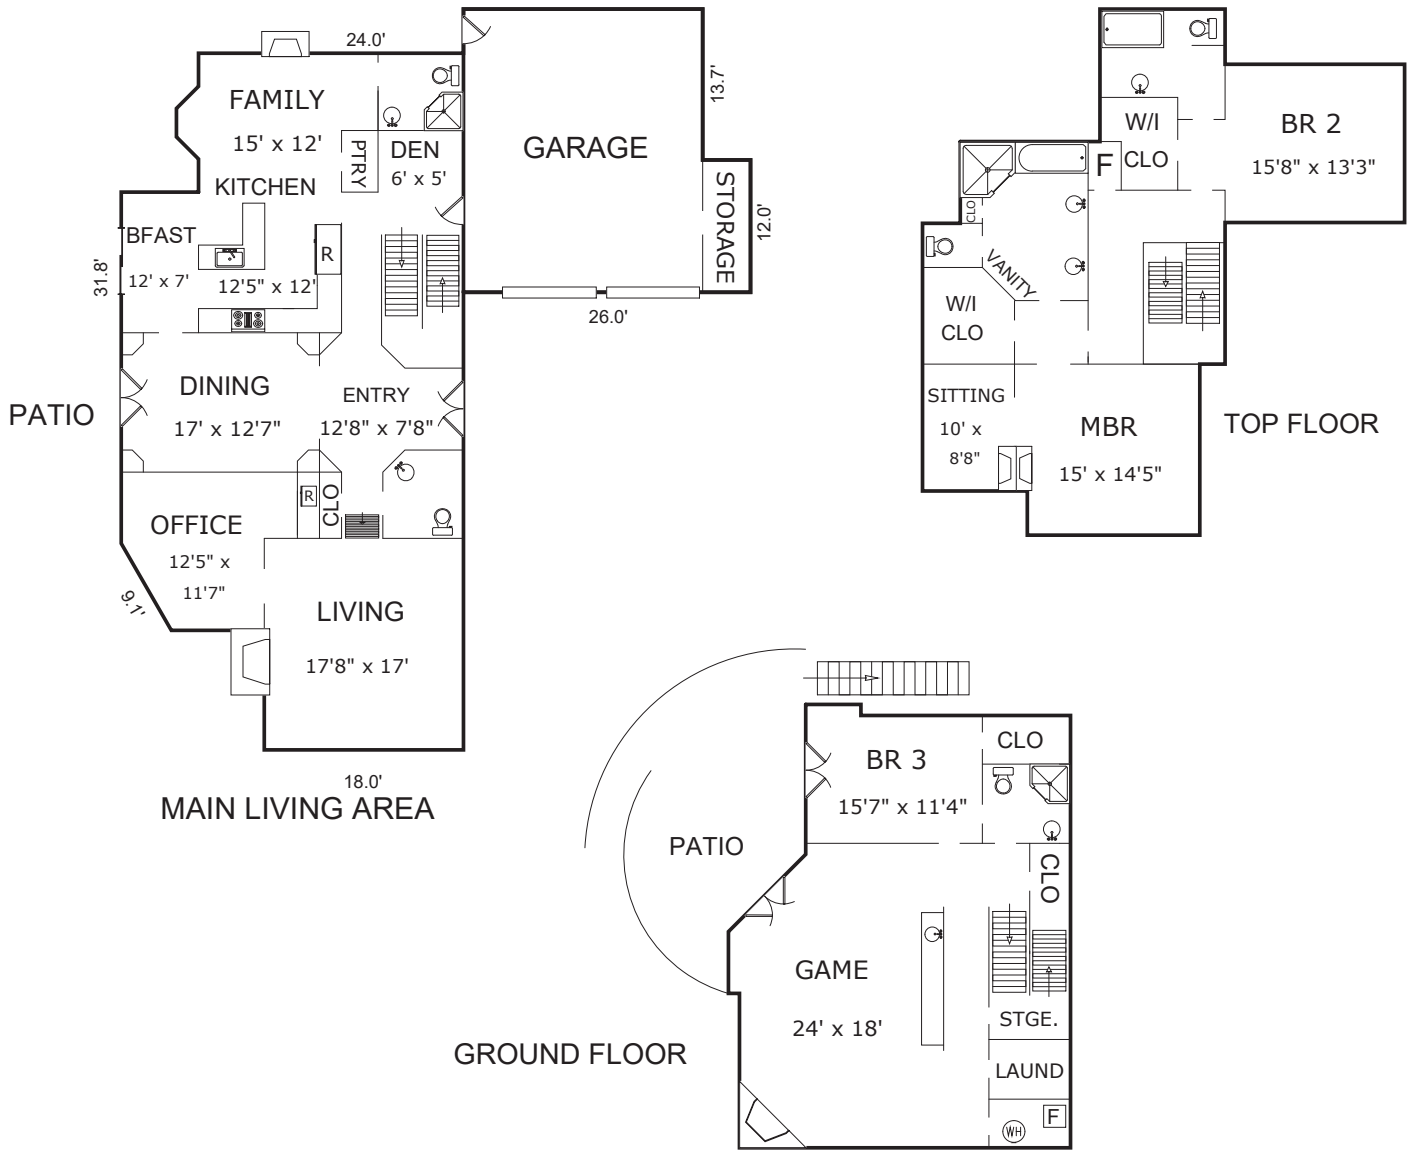 24.0'
FAMILY
15' x 12'
PTRY
DEN
6' x 5'
KITCHEN
BFAST
R
12' x 7'
12'5" x 12'
31.8'
GARAGE
13.7'
STORAGE
12.0'
26.0'
DINING
17' x 12'7"
ENTRY
12'8" x 7'8"
PATIO
OFFICE
12'5" x
11'7"
R
CLO
9.1'
LIVING
17'8" x 17'
18.0'
MAIN LIVING AREA
W/I
CLO
F
BR 2
15'8" x 13'3"
CLO
VANITY
W/I
CLO
SITTING
10' x
8'8"
MBR
15' x 14'5"
TOP FLOOR
BR 3
15'7" x 11'4"
CLO
PATIO
CLO
GAME
24' x 18'
STGE.
LAUND
F
WH
GROUND FLOOR